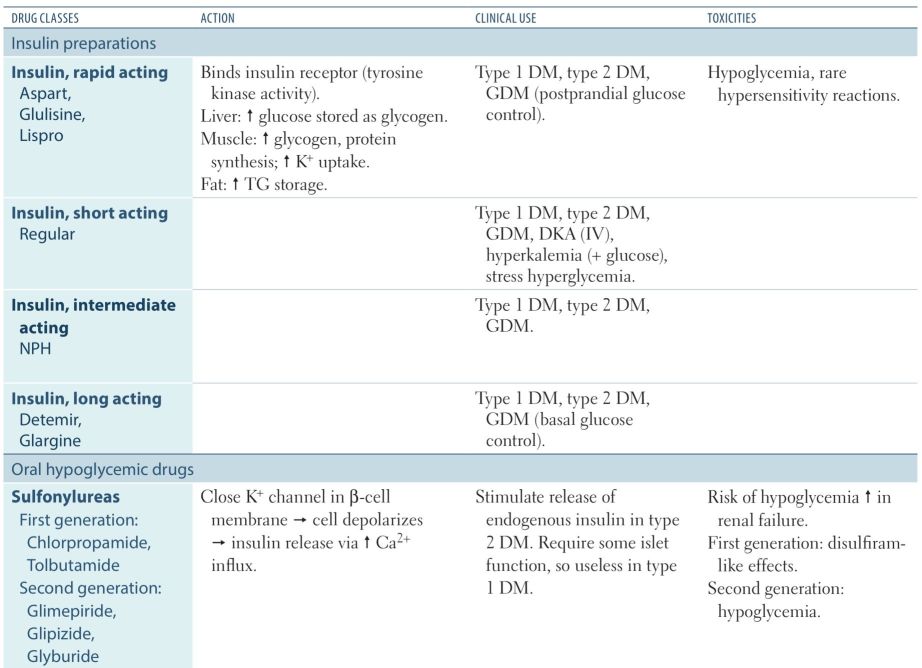 DRUG CLASSES ACTION CLINICAL USE TOXICITIES
Insulin preparations
Insulin, rapid acting
Aspart,
Glulisine,
Lispro
Binds insulin receptor (tyrosine
kinase activity).
Liver: ↑ glucose stored as glycogen.
Muscle: ↑ glycogen, protein
synthesis; ↑ K⁺ uptake.
Fat: ↑ TG storage.
Type 1 DM, type 2 DM,
GDM (postprandial glucose
control).
Hypoglycemia, rare
hypersensitivity reactions.
Insulin, short acting
Regular
Type 1 DM, type 2 DM,
GDM, DKA (IV),
hyperkalemia (+ glucose),
stress hyperglycemia.
Insulin, intermediate
acting
NPH
Type 1 DM, type 2 DM,
GDM.
Insulin, long acting
Detemir,
Glargine
Type 1 DM, type 2 DM,
GDM (basal glucose
control).
Oral hypoglycemic drugs
Sulfonylureas
First generation:
Chlorpropamide,
Tolbutamide
Second generation:
Glimepiride,
Glipizide,
Glyburide
Close K⁺ channel in β-cell
membrane → cell depolarizes
→ insulin release via ↑ Ca²⁺
influx.
Stimulate release of
endogenous insulin in type
2 DM. Require some islet
function, so useless in type
1 DM.
Risk of hypoglycemia ↑ in
renal failure.
First generation: disulfiram-
like effects.
Second generation:
hypoglycemia.